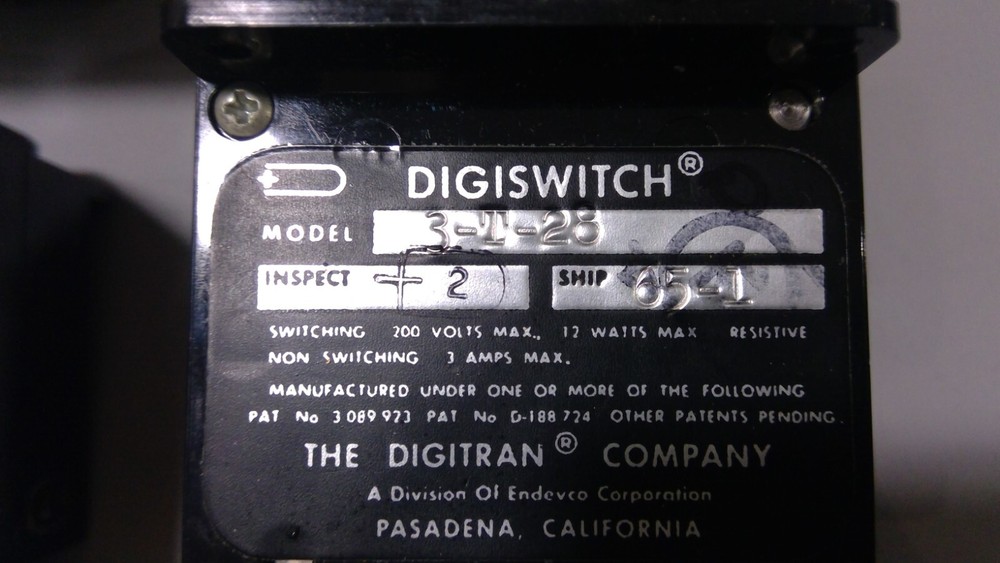 DIGISWITCH®
MODEL 3-T-28
INSPECT + 2 SHIP 65-1
SWITCHING 200 VOLTS MAX., 12 WATTS MAX RESISTIVE
NON SWITCHING 3 AMPS MAX.
MANUFACTURED UNDER ONE OR MORE OF THE FOLLOWING
PAT No 3 089 923 PAT No D-188 724 OTHER PATENTS PENDING.
THE DIGITRAN® COMPANY
A Division Of Endevco Corporation
PASADENA, CALIFORNIA